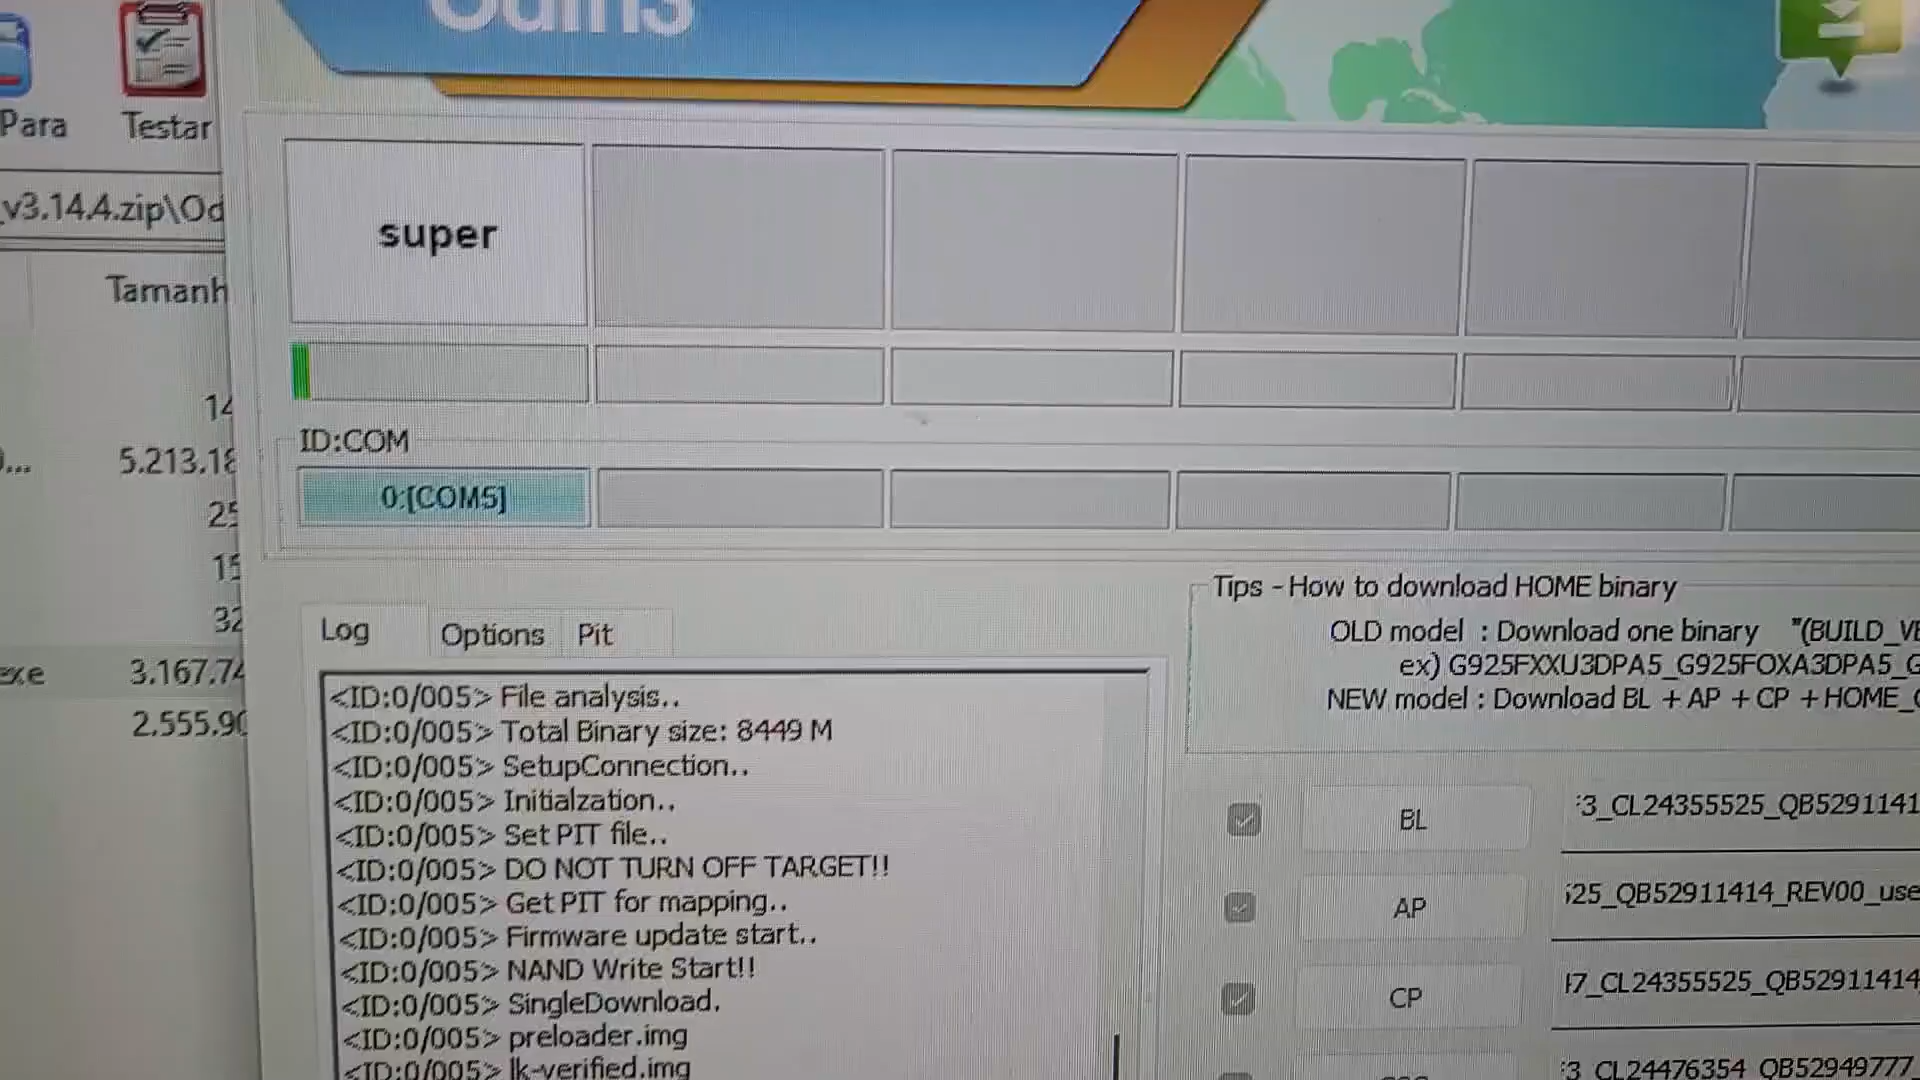 Odin3
Para
Testar
_v3.14.4.zip\Od
Tamanh
super
14
5.213.18
25
15
32
exe
3.167.74
2.555.90
ID:COM
0:[COM5]
Log
Options
Pit
<ID:0/005> File analysis..
<ID:0/005> Total Binary size: 8449 M
<ID:0/005> SetupConnection..
<ID:0/005> Initialzation..
<ID:0/005> Set PIT file..
<ID:0/005> DO NOT TURN OFF TARGET!!
<ID:0/005> Get PIT for mapping..
<ID:0/005> Firmware update start..
<ID:0/005> NAND Write Start!!
<ID:0/005> SingleDownload.
<ID:0/005> preloader.img
<ID:0/005> lk-verified.img
Tips - How to download HOME binary
OLD model : Download one binary "(BUILD_VE
ex) G925FXXU3DPA5_G925FOXA3DPA5_G
NEW model : Download BL + AP + CP + HOME_C
BL
3_CL24355525_QB5291141
AP
525_QB52911414_REV00_use
CP
_CL24355525_QB52911414
3_CL24476354_QB52949777_